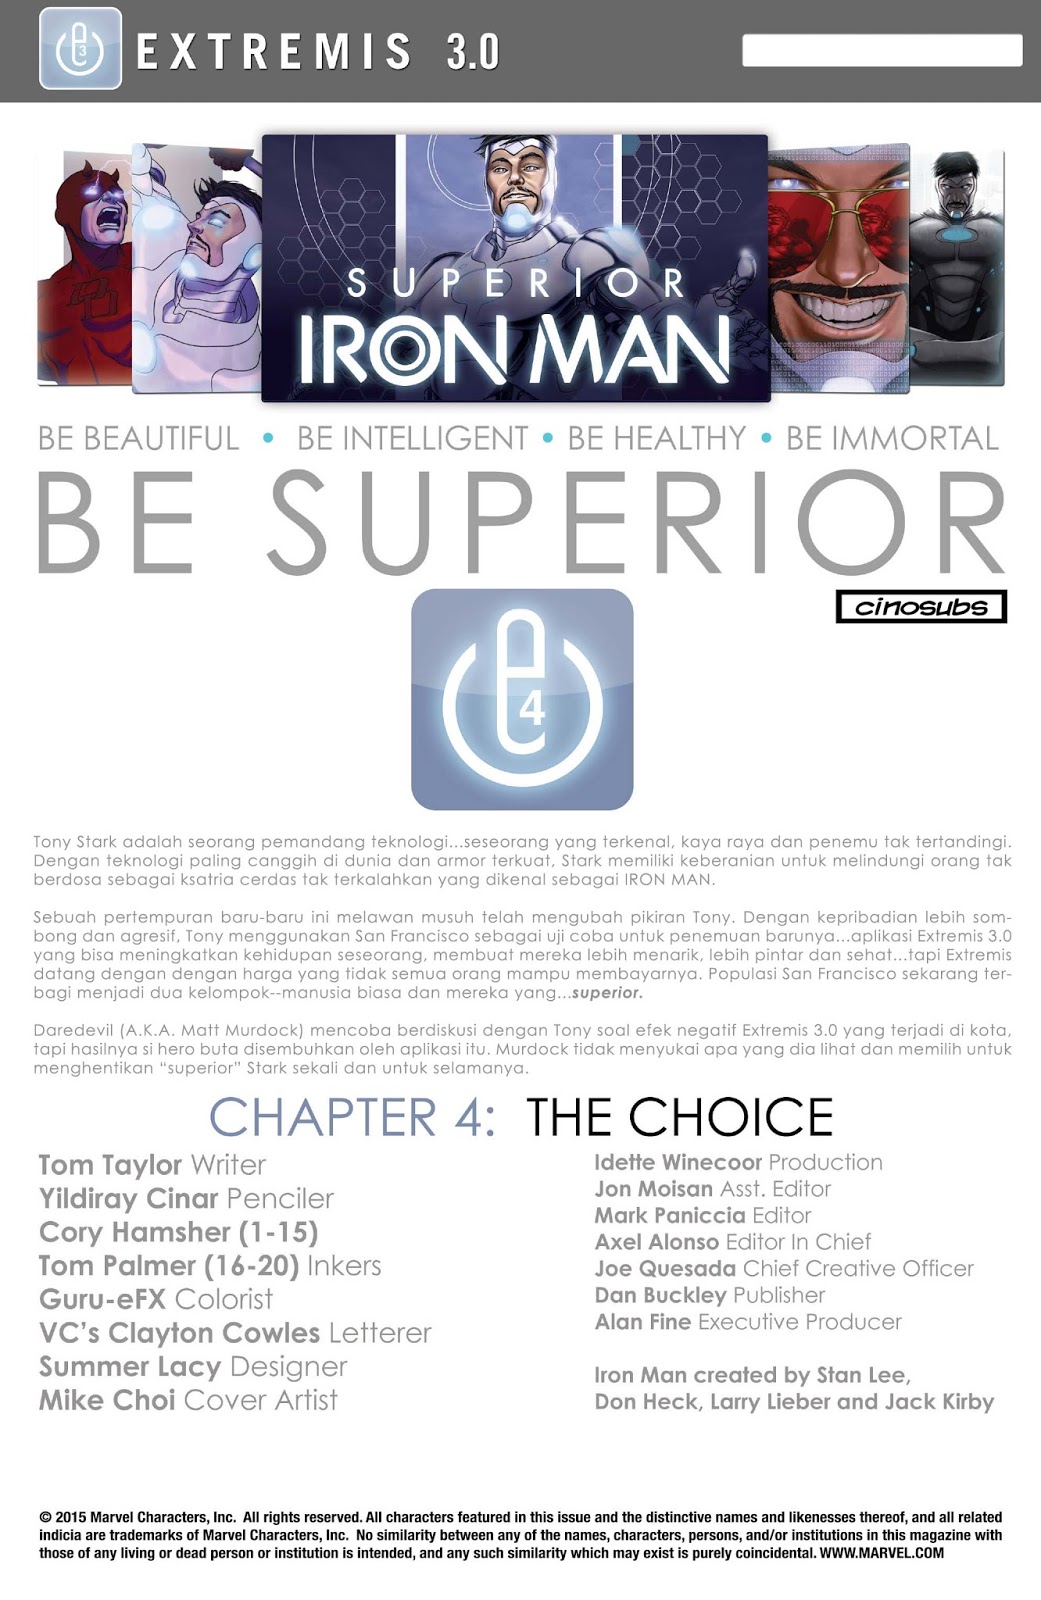 3
EXTREMIS 3.0
SUPERIOR
IRON MAN
BE BEAUTIFUL • BE INTELLIGENT • BE HEALTHY • BE IMMORTAL
BE SUPERIOR
cinosubs
4
Tony Stark adalah seorang pemandang teknologi...seseorang yang terkenal, kaya raya dan penemu tak tertandingi.
Dengan teknologi paling canggih di dunia dan armor terkuat, Stark memiliki keberanian untuk melindungi orang tak
berdosa sebagai ksatria cerdas tak terkalahkan yang dikenal sebagai IRON MAN.
Sebuah pertempuran baru-baru ini melawan musuh telah mengubah pikiran Tony. Dengan kepribadian lebih som-
bong dan agresif, Tony menggunakan San Francisco sebagai uji coba untuk penemuan barunya...aplikasi Extremis 3.0
yang bisa meningkatkan kehidupan seseorang, membuat mereka lebih menarik, lebih pintar dan sehat...tapi Extremis
datang dengan dengan harga yang tidak semua orang mampu membayarnya. Populasi San Francisco sekarang ter-
bagi menjadi dua kelompok--manusia biasa dan mereka yang...superior.
Daredevil (A.K.A. Matt Murdock) mencoba berdiskusi dengan Tony soal efek negatif Extremis 3.0 yang terjadi di kota,
tapi hasilnya si hero buta disembuhkan oleh aplikasi itu. Murdock tidak menyukai apa yang dia lihat dan memilih untuk
menghentikan “superior” Stark sekali dan untuk selamanya.
CHAPTER 4: THE CHOICE
Tom Taylor Writer
Yildiray Cinar Penciler
Cory Hamsher (1-15)
Tom Palmer (16-20) Inkers
Guru-eFX Colorist
VC’s Clayton Cowles Letterer
Summer Lacy Designer
Mike Choi Cover Artist
Idette Winecoor Production
Jon Moisan Asst. Editor
Mark Paniccia Editor
Axel Alonso Editor In Chief
Joe Quesada Chief Creative Officer
Dan Buckley Publisher
Alan Fine Executive Producer
Iron Man created by Stan Lee,
Don Heck, Larry Lieber and Jack Kirby
© 2015 Marvel Characters, Inc. All rights reserved. All characters featured in this issue and the distinctive names and likenesses thereof, and all related
indicia are trademarks of Marvel Characters, Inc. No similarity between any of the names, characters, persons, and/or institutions in this magazine with
those of any living or dead person or institution is intended, and any such similarity which may exist is purely coincidental. WWW.MARVEL.COM